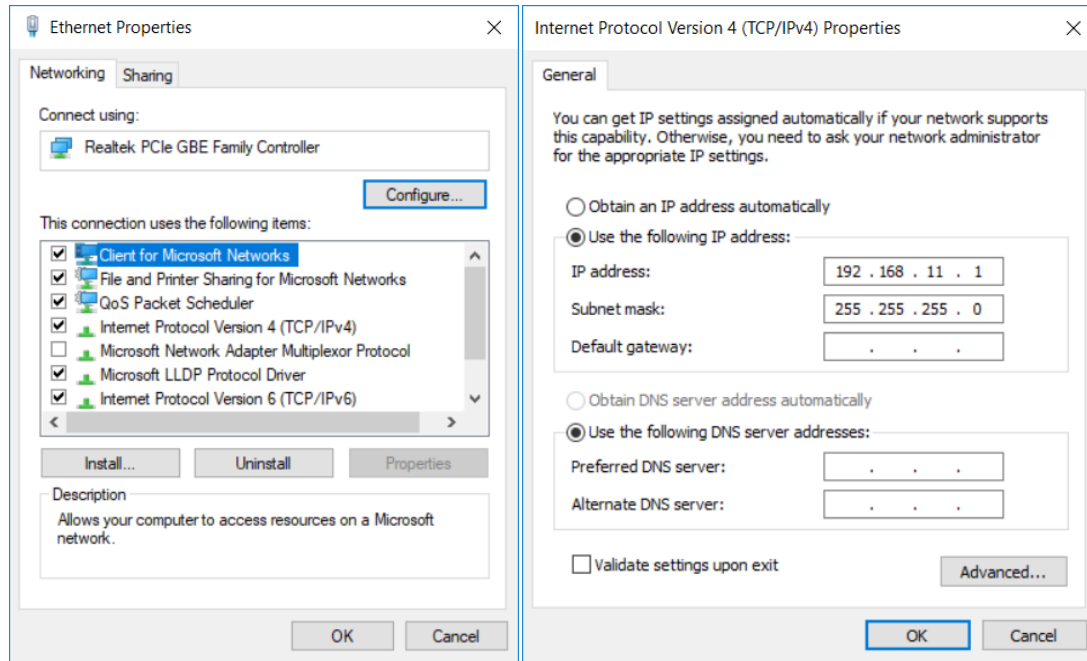 Ethernet Properties
Networking
Sharing
Connect using:
Realtek PCIe GBE Family Controller
Configure...
This connection uses the following items:
Client for Microsoft Networks
File and Printer Sharing for Microsoft Networks
QoS Packet Scheduler
Internet Protocol Version 4 (TCP/IPv4)
Microsoft Network Adapter Multiplexor Protocol
Microsoft LLDP Protocol Driver
Internet Protocol Version 6 (TCP/IPv6)
Install...
Uninstall
Properties
Description
Allows your computer to access resources on a Microsoft
network.
OK
Cancel
Internet Protocol Version 4 (TCP/IPv4) Properties
General
You can get IP settings assigned automatically if your network supports
this capability. Otherwise, you need to ask your network administrator
for the appropriate IP settings.
Obtain an IP address automatically
Use the following IP address:
IP address:
192 . 168 . 11 . 1
Subnet mask:
255 . 255 . 255 . 0
Default gateway:
. . .
Obtain DNS server address automatically
Use the following DNS server addresses:
Preferred DNS server:
. . .
Alternate DNS server:
. . .
Validate settings upon exit
Advanced...
OK
Cancel